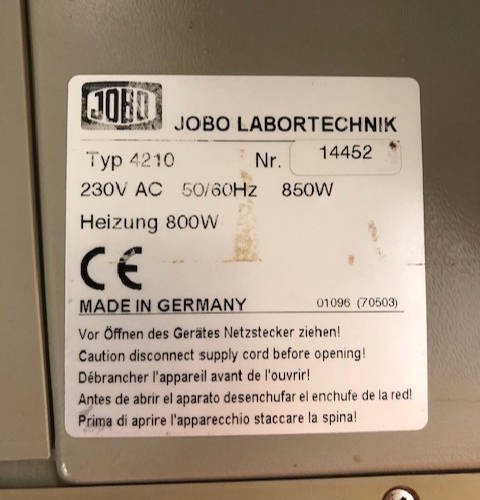 JOBO JOBO LABORTECHNIK
Typ 4210 Nr. 14452
230V AC 50/60Hz 850W
Heizung 800W
CE
MADE IN GERMANY 01096 (70503)
Vor Öffnen des Gerätes Netzstecker ziehen!
Caution disconnect supply cord before opening!
Débrancher l'appareil avant de l'ouvrir!
Antes de abrir el aparato desenchufar el enchufe de la red!
Prima di aprire l'apparecchio staccare la spina!